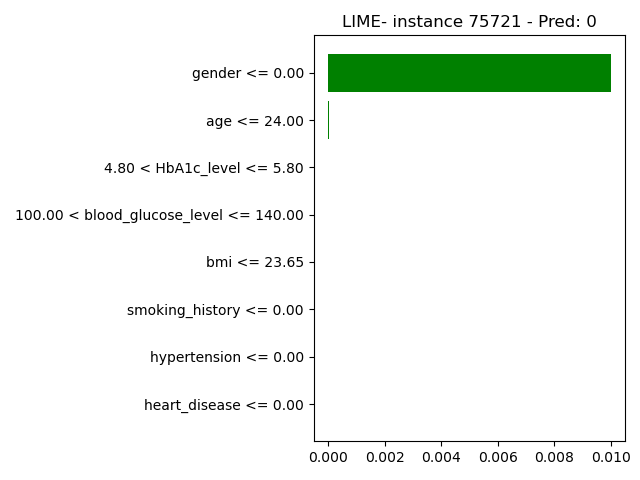 LIME- instance 75721 - Pred: 0
gender <= 0.00
age <= 24.00
4.80 < HbA1c_level <= 5.80
100.00 < blood_glucose_level <= 140.00
bmi <= 23.65
smoking_history <= 0.00
hypertension <= 0.00
heart_disease <= 0.00
0.000 0.002 0.004 0.006 0.008 0.010